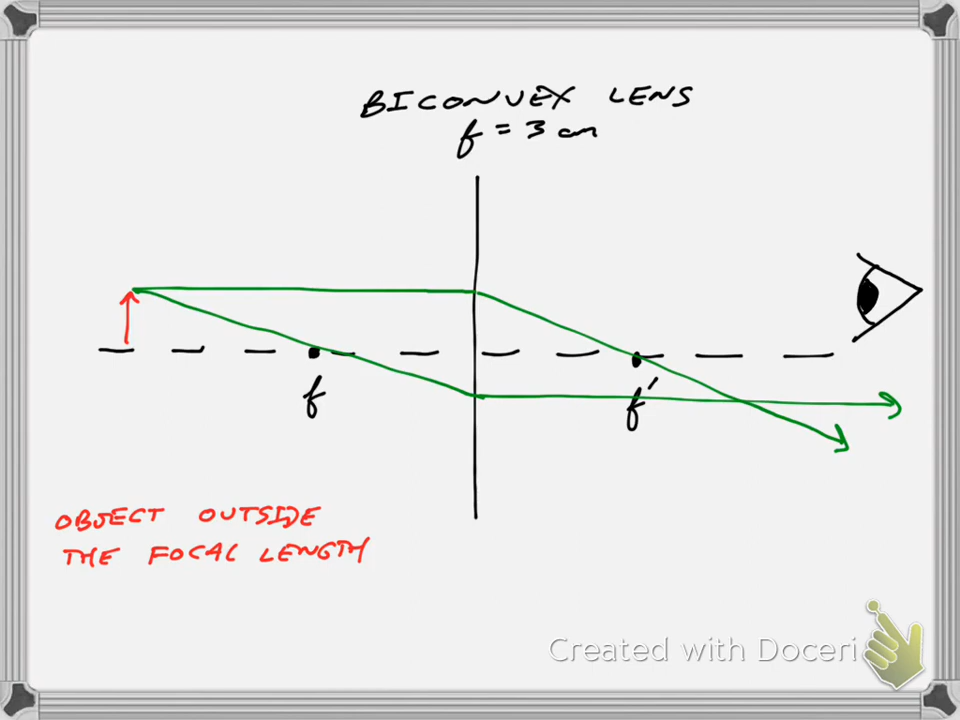 BICONVEX LENS
f = 3 cm
f
f'
OBJECT OUTSIDE
THE FOCAL LENGTH
Created with Doceri